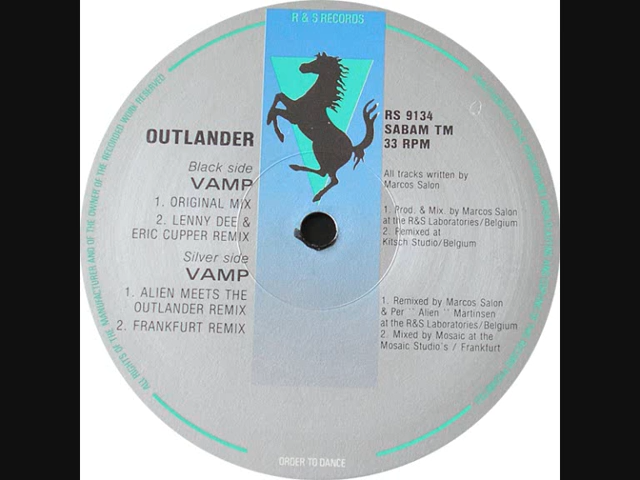 R & S RECORDS
OUTLANDER
RS 9134
SABAM TM
33 RPM
Black side
VAMP
1. ORIGINAL MIX
2. LENNY DEE &
ERIC CUPPER REMIX
All tracks written by
Marcos Salon
1. Prod. & Mix. by Marcos Salon
at the R&S Laboratories/Belgium
2. Remixed at
Kitsch Studio/Belgium
Silver side
VAMP
1. ALIEN MEETS THE
OUTLANDER REMIX
2. FRANKFURT REMIX
1. Remixed by Marcos Salon
& Per ¨ Alien ¨ Martinsen
at the R&S Laboratories/Belgium
2. Mixed by Mosaic at the
Mosaic Studio's / Frankfurt
ORDER TO DANCE
ALL RIGHTS OF THE MANUFACTURER AND OF THE OWNER OF THE RECORDED WORK RESERVED